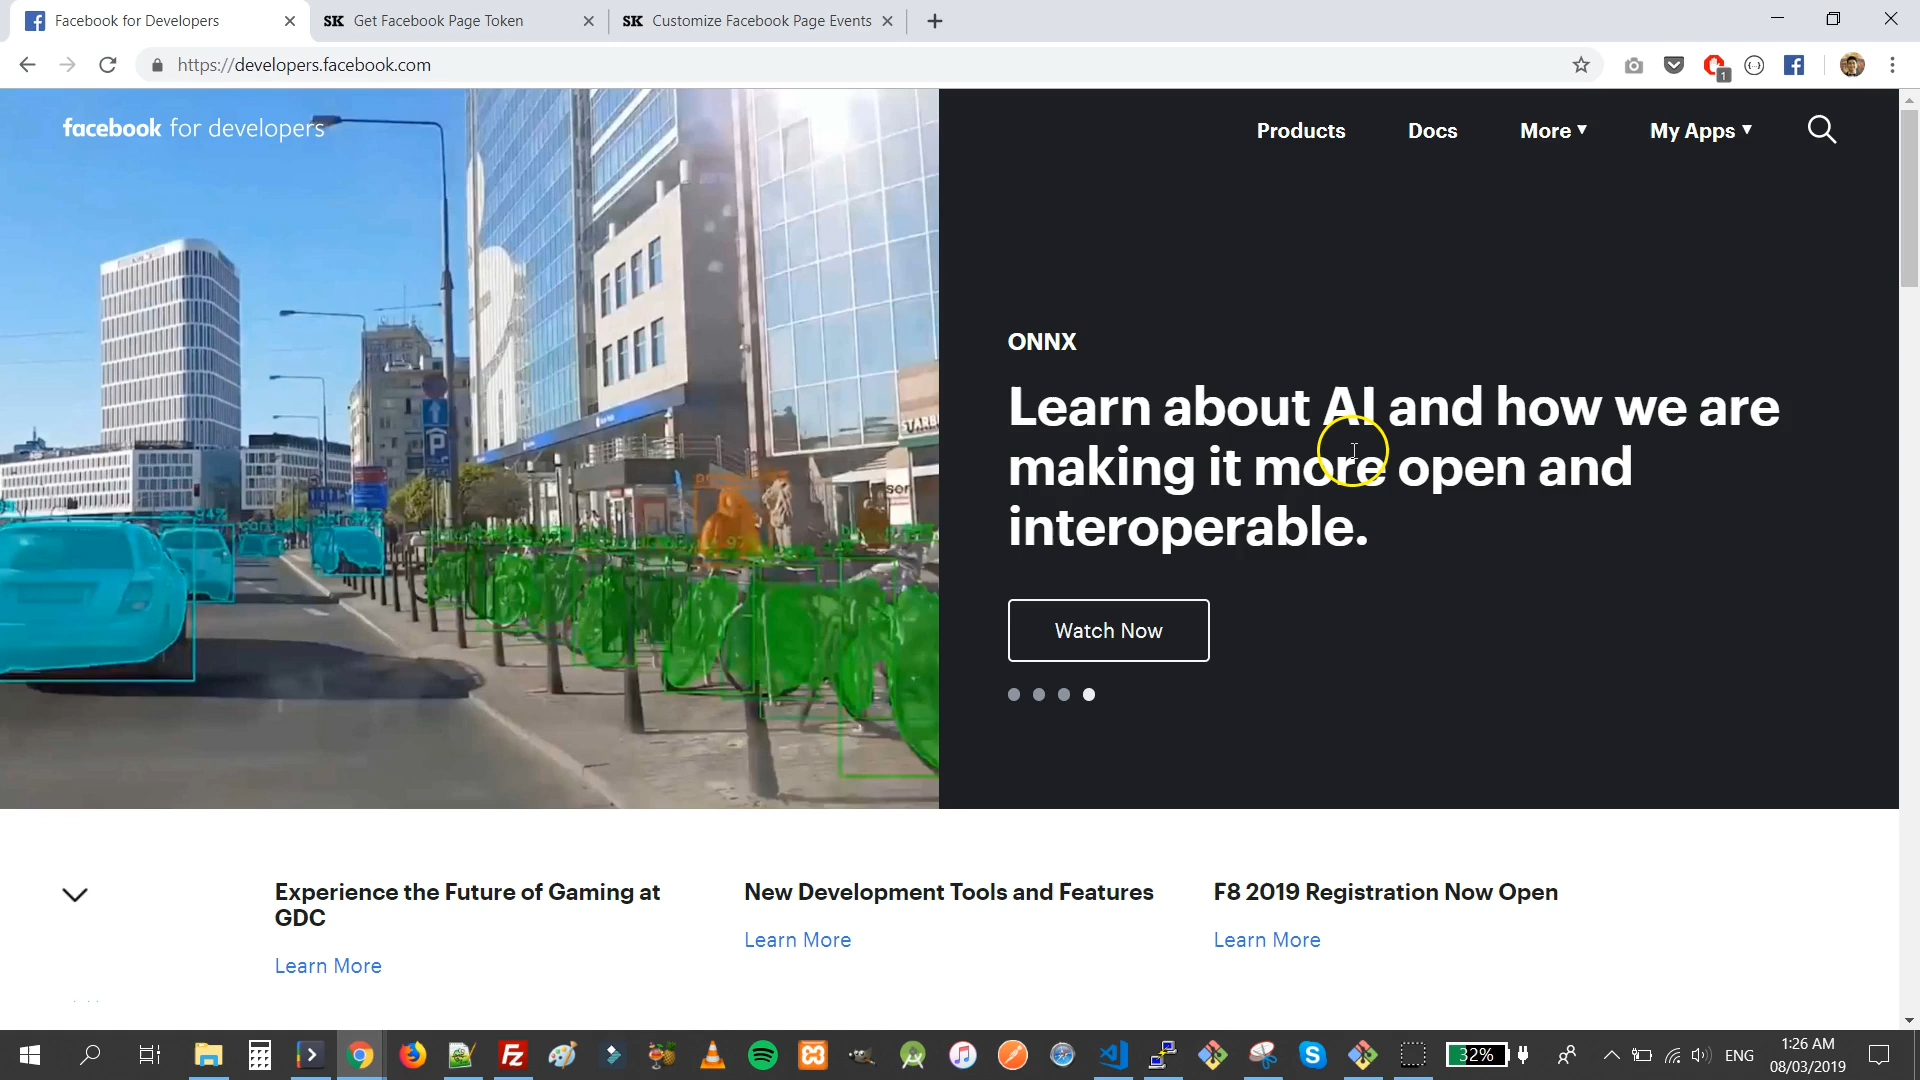 Facebook for Developers
SK Get Facebook Page Token
SK Customize Facebook Page Events
https://developers.facebook.com
1
facebook for developers
Products Docs More My Apps
ONNX
Learn about AI and how we are
making it more open and
interoperable.
Watch Now
P
STARB
Experience the Future of Gaming at
GDC
Learn More
New Development Tools and Features
Learn More
F8 2019 Registration Now Open
Learn More
32%
ENG
1:26 AM
08/03/2019